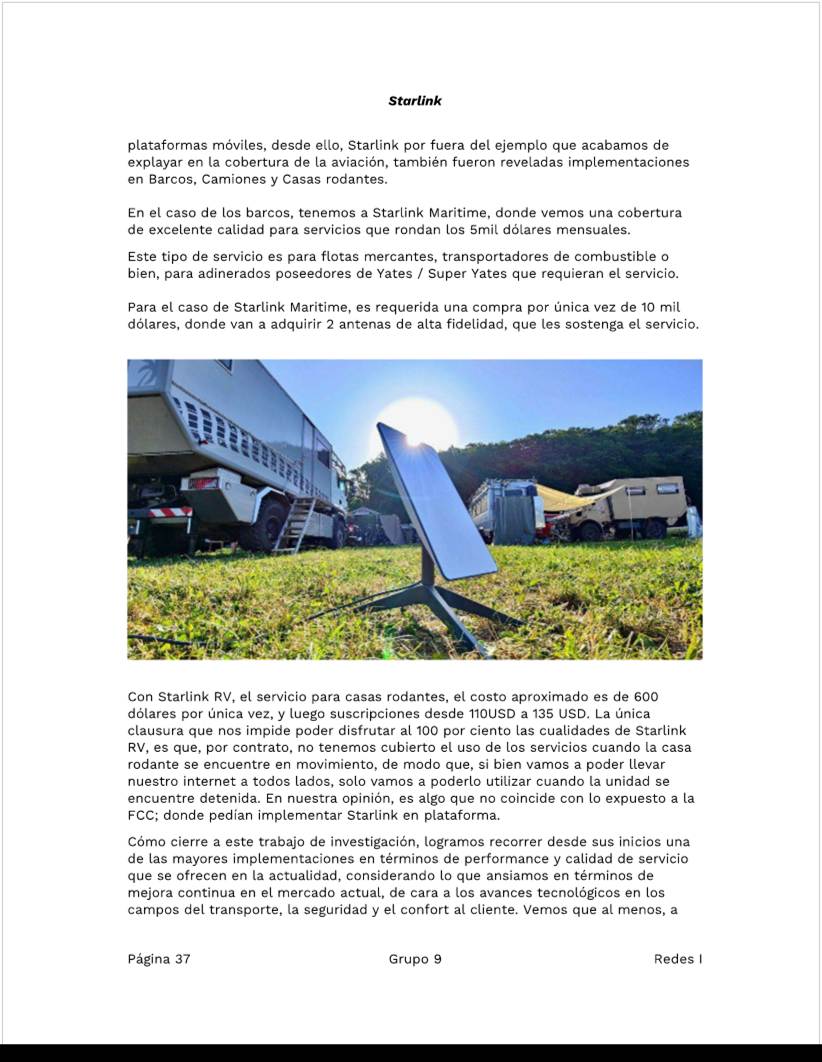 Starlink
plataformas móviles, desde ello, Starlink por fuera del ejemplo que acabamos de
explayar en la cobertura de la aviación, también fueron reveladas implementaciones
en Barcos, Camiones y Casas rodantes.
En el caso de los barcos, tenemos a Starlink Maritime, donde vemos una cobertura
de excelente calidad para servicios que rondan los 5mil dólares mensuales.
Este tipo de servicio es para flotas mercantes, transportadores de combustible o
bien, para adinerados poseedores de Yates / Super Yates que requieran el servicio.
Para el caso de Starlink Maritime, es requerida una compra por única vez de 10 mil
dólares, donde van a adquirir 2 antenas de alta fidelidad, que les sostenga el servicio.
Con Starlink RV, el servicio para casas rodantes, el costo aproximado es de 600
dólares por única vez, y luego suscripciones desde 110USD a 135 USD. La única
clausura que nos impide poder disfrutar al 100 por ciento las cualidades de Starlink
RV, es que, por contrato, no tenemos cubierto el uso de los servicios cuando la casa
rodante se encuentre en movimiento, de modo que, si bien vamos a poder llevar
nuestro internet a todos lados, solo vamos a poderlo utilizar cuando la unidad se
encuentre detenida. En nuestra opinión, es algo que no coincide con lo expuesto a la
FCC; donde pedían implementar Starlink en plataforma.
Cómo cierre a este trabajo de investigación, logramos recorrer desde sus inicios una
de las mayores implementaciones en términos de performance y calidad de servicio
que se ofrecen en la actualidad, considerando lo que ansiamos en términos de
mejora continua en el mercado actual, de cara a los avances tecnológicos en los
campos del transporte, la seguridad y el confort al cliente. Vemos que al menos, a
Página 37 Grupo 9 Redes I